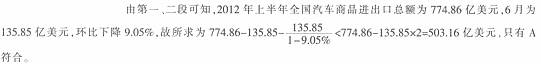 由第一、二段可知,2012年上半年全国汽车商品进出口总额为774.86亿美元,6月为
135.85亿美元,环比下降9.05%,故所求为774.86-135.85-\frac{135.85}{1-9.05%}<774.86-135.85×2=503.16亿美元,只有A
符合。